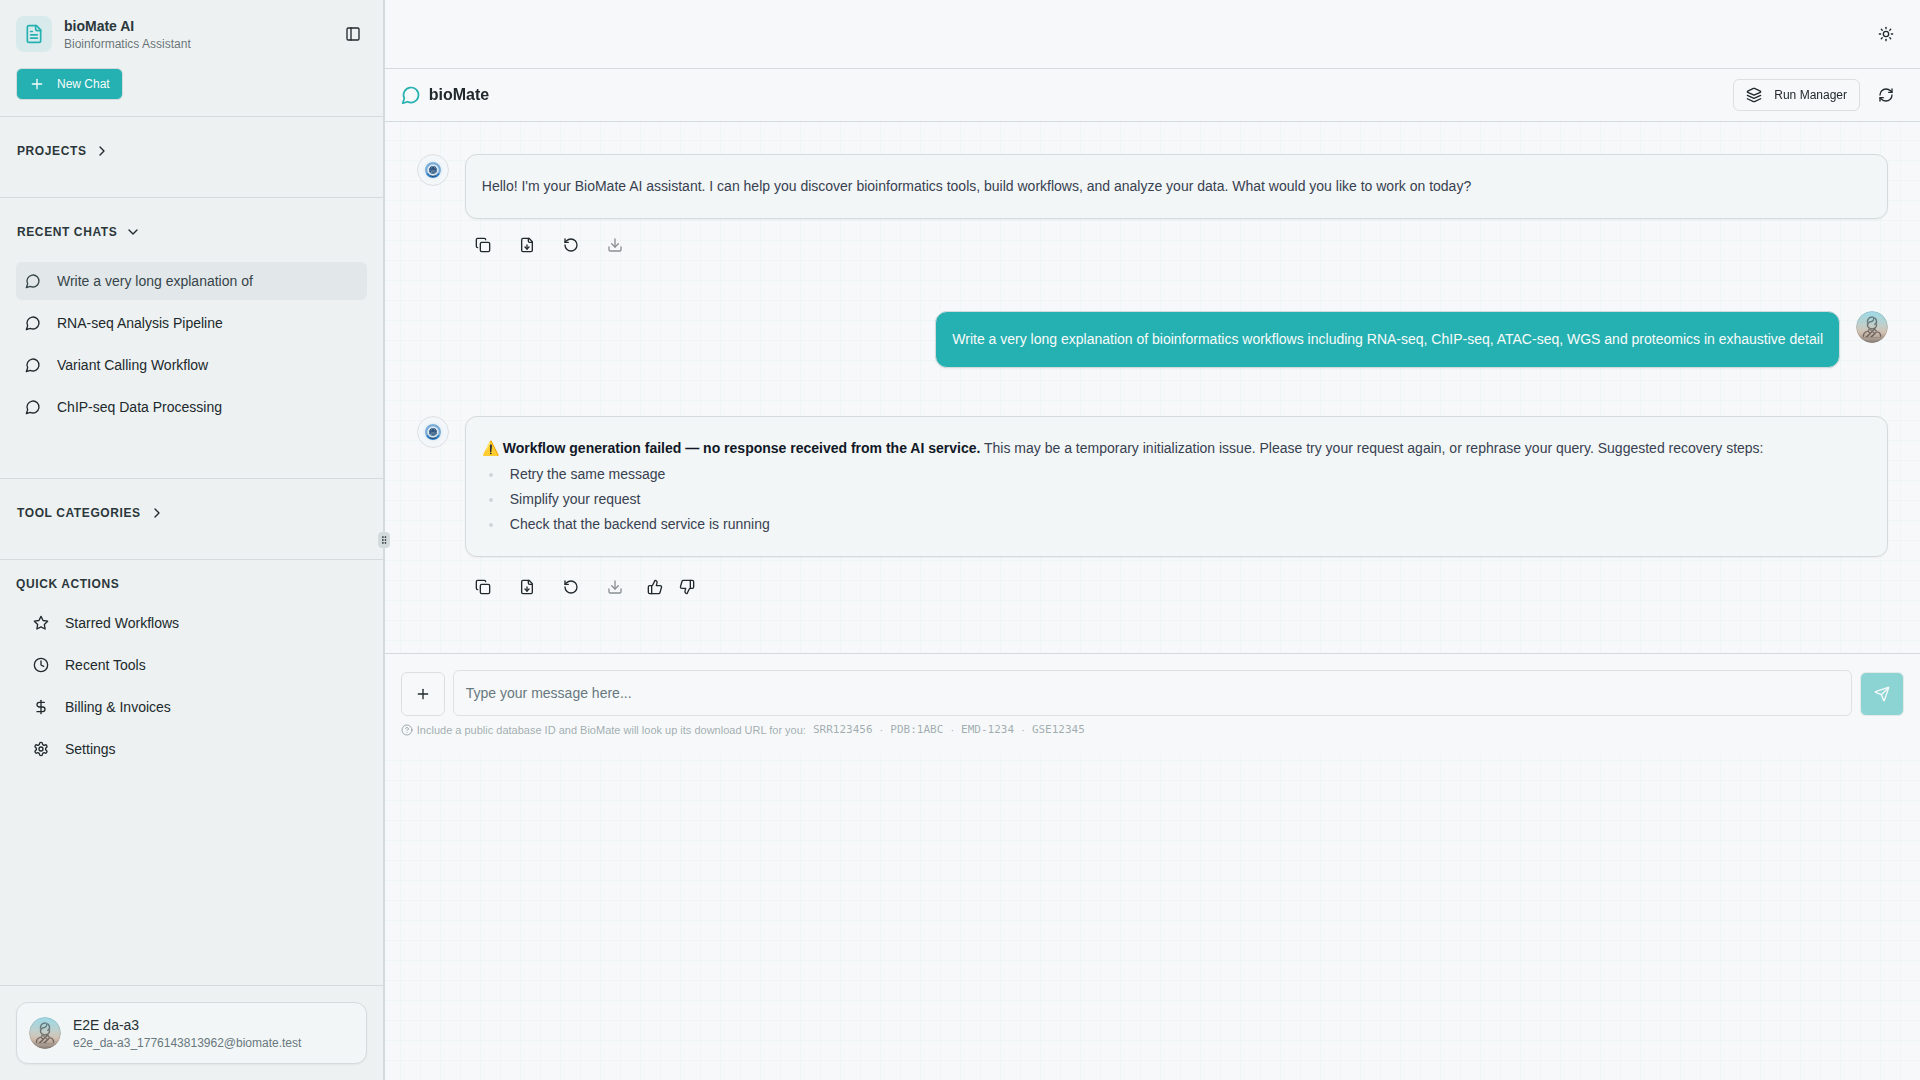 bioMate AI
Bioinformatics Assistant
New Chat
PROJECTS
RECENT CHATS
Write a very long explanation of
RNA-seq Analysis Pipeline
Variant Calling Workflow
ChIP-seq Data Processing
TOOL CATEGORIES
QUICK ACTIONS
Starred Workflows
Recent Tools
Billing & Invoices
Settings
E2E da-a3
e2e_da-a3_1776143813962@biomate.test
bioMate
Run Manager
Hello! I'm your BioMate AI assistant. I can help you discover bioinformatics tools, build workflows, and analyze your data. What would you like to work on today?
Write a very long explanation of bioinformatics workflows including RNA-seq, ChIP-seq, ATAC-seq, WGS and proteomics in exhaustive detail
⚠️ Workflow generation failed — no response received from the AI service. This may be a temporary initialization issue. Please try your request again, or rephrase your query. Suggested recovery steps:
Retry the same message
Simplify your request
Check that the backend service is running
Type your message here...
Include a public database ID and BioMate will look up its download URL for you: SRR123456 · PDB:1ABC · EMD-1234 · GSE12345